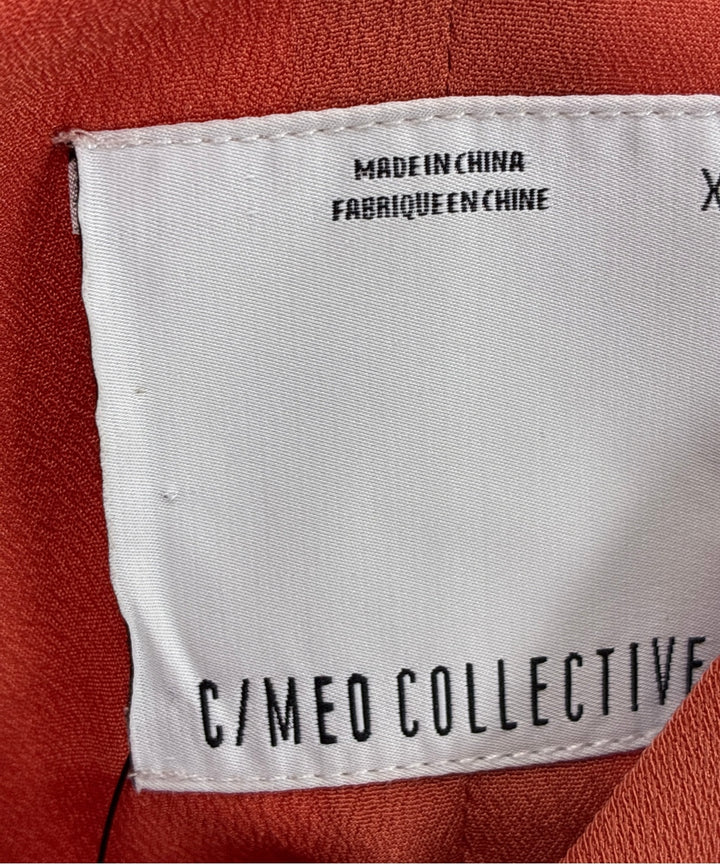 MADE IN CHINA
FABRIQUE EN CHINE
X
C/MEO COLLECTIVE